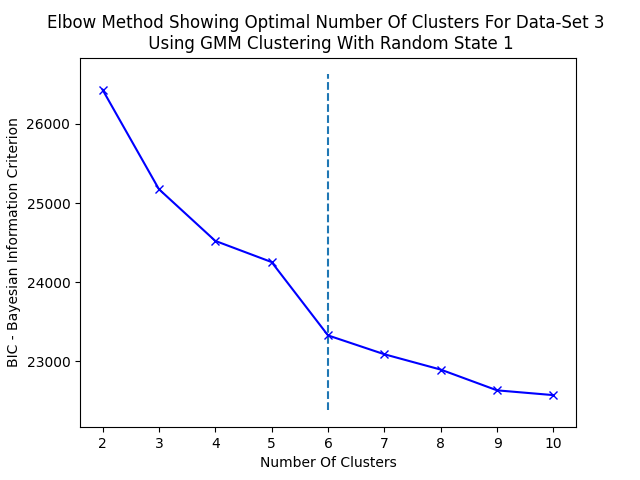 Elbow Method Showing Optimal Number Of Clusters For Data-Set 3
Using GMM Clustering With Random State 1
BIC - Bayesian Information Criterion
26000
25000
24000
23000
2 3 4 5 6 7 8 9 10
Number Of Clusters